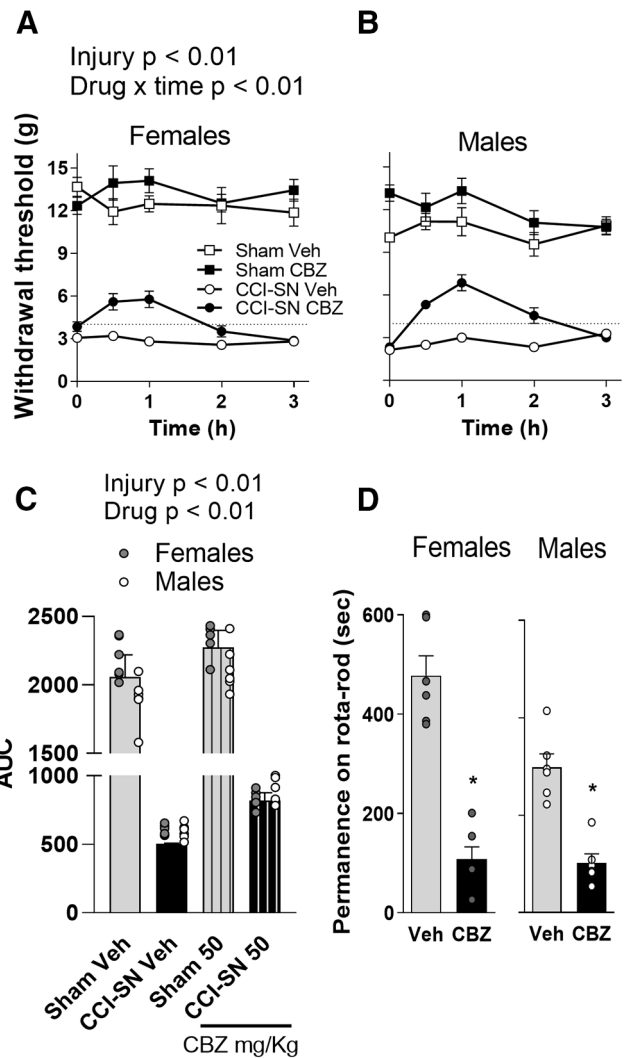 A
B
Injury p < 0.01
Drug x time p < 0.01
Females
Males
Withdrawal threshold (g)
15
12
9
6
3
0
Sham Veh
Sham CBZ
CCI-SN Veh
CCI-SN CBZ
0 1 2 3
0 1 2 3
Time (h)
Time (h)
C
D
Injury p < 0.01
Drug p < 0.01
Females
Males
Females
Males
AUC
2500
2000
1500
1000
500
0
Sham Veh
CCI-SN Veh
Sham 50
CCI-SN 50
CBZ mg/Kg
Permanence on rota-rod (sec)
600
400
200
0
*
*
Veh CBZ
Veh CBZ